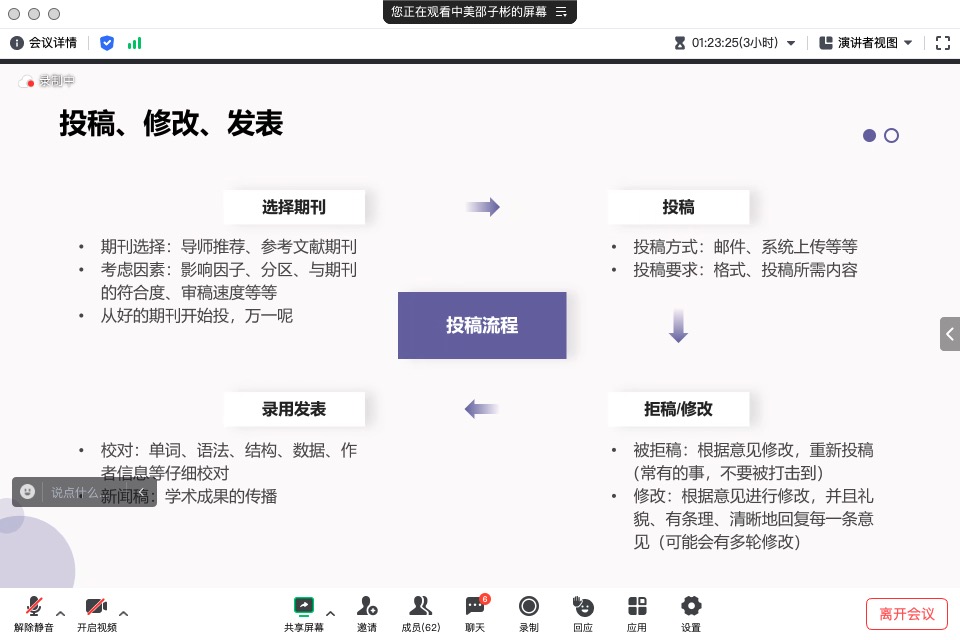 您正在观看中美邵子彬的屏幕
会议详情
01:23:25(3小时)
演讲者视图
录制中
投稿、修改、发表
选择期刊
• 期刊选择：导师推荐、参考文献期刊
• 考虑因素：影响因子、分区、与期刊
的符合度、审稿速度等等
• 从好的期刊开始投，万一呢
投稿
• 投稿方式：邮件、系统上传等等
• 投稿要求：格式、投稿所需内容
投稿流程
录用发表
• 校对：单词、语法、结构、数据、作
者信息等仔细校对
• 新闻稿：学术成果的传播
拒稿/修改
• 被拒稿：根据意见修改，重新投稿
（常有的事，不要被打击到）
• 修改：根据意见进行修改，并且礼
貌、有条理、清晰地回复每一条意
见（可能会有多轮修改）
说点什么...
解除静音
开启视频
共享屏幕
邀请
成员(62)
6
聊天
录制
回应
应用
设置
离开会议